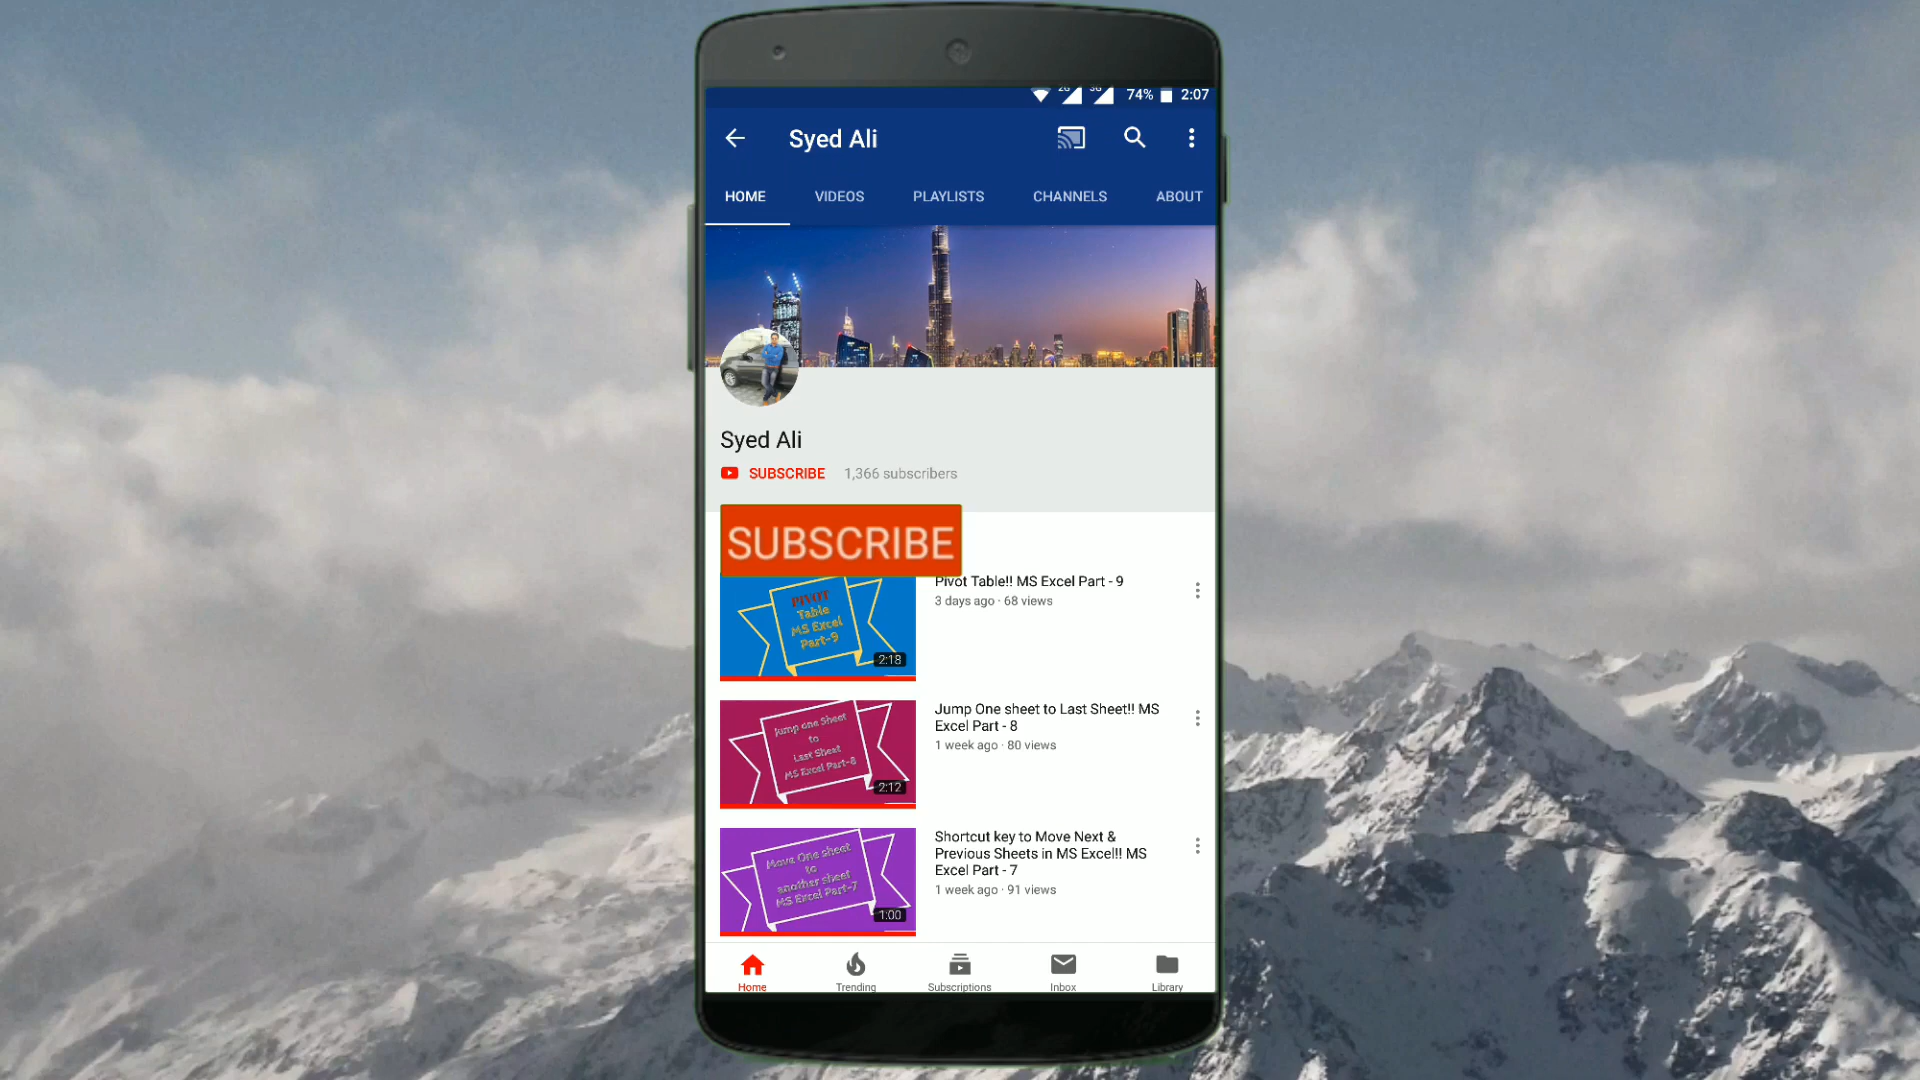 2G 3G 74% 2:07
Syed Ali
HOME VIDEOS PLAYLISTS CHANNELS ABOUT
Syed Ali
SUBSCRIBE 1,366 subscribers
SUBSCRIBE
PIVOT
Table
MS Excel
Part-9
2:18
Pivot Table!! MS Excel Part - 9
3 days ago · 68 views
Jump one Sheet
to
Last Sheet
MS Excel Part-8
2:12
Jump One sheet to Last Sheet!! MS
Excel Part - 8
1 week ago · 80 views
Move One sheet
to
another sheet
MS Excel Part-7
1:00
Shortcut key to Move Next &
Previous Sheets in MS Excel!! MS
Excel Part - 7
1 week ago · 91 views
Home Trending Subscriptions Inbox Library